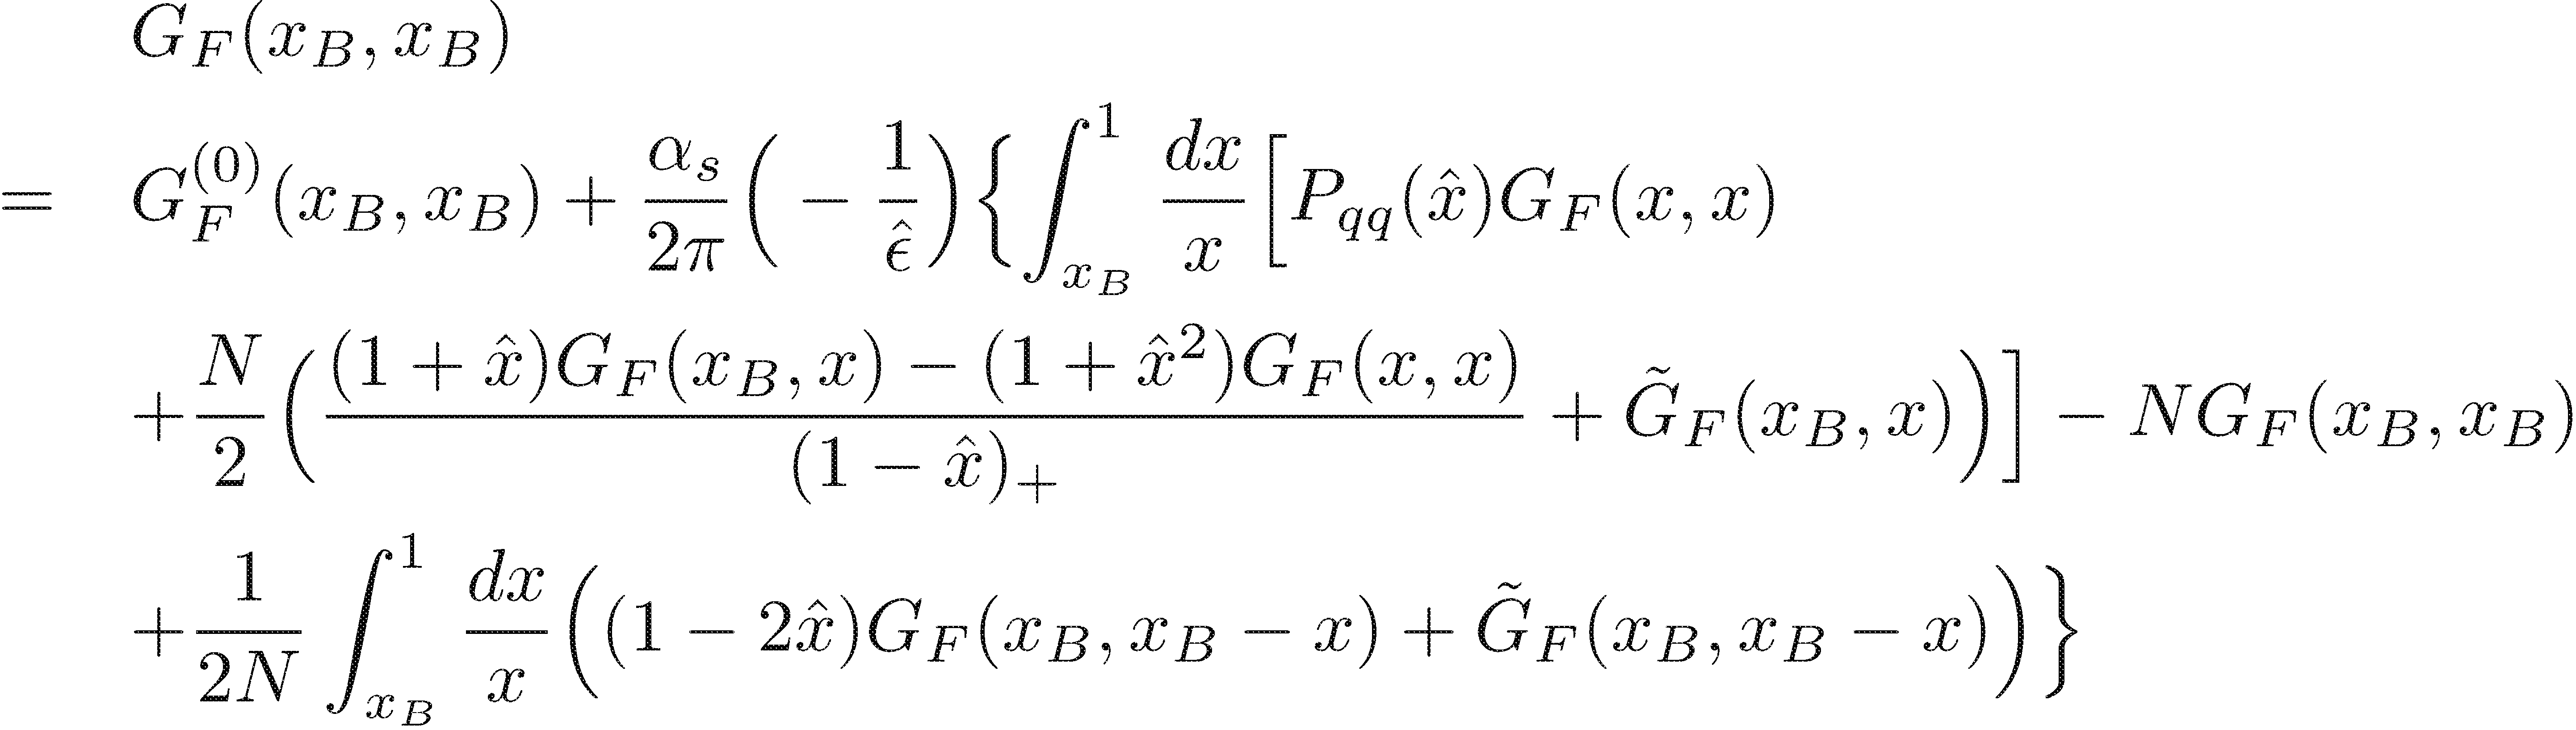 G_F(x_B, x_B)
= G_F^{(0)}(x_B, x_B) + \frac{\alpha_s}{2\pi}\Big(-\frac{1}{\hat{\epsilon}}\Big)\Big\{\int_{x_B}^{1}\frac{dx}{x}\Big[P_{qq}(\hat{x})G_F(x, x)
+\frac{N}{2}\Big(\frac{(1+\hat{x})G_F(x_B, x) - (1+\hat{x}^2)G_F(x, x)}{(1-\hat{x})_+} + \tilde{G}_F(x_B, x)\Big)\Big] - NG_F(x_B, x_B)
+\frac{1}{2N}\int_{x_B}^{1}\frac{dx}{x}\Big((1-2\hat{x})G_F(x_B, x_B - x) + \tilde{G}_F(x_B, x_B - x)\Big)\Big\}